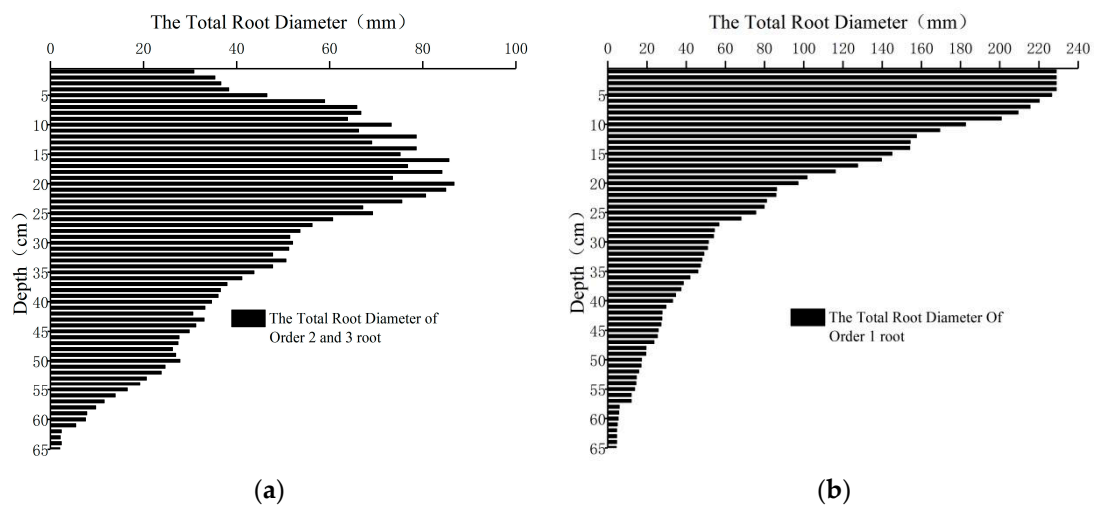 The Total Root Diameter（mm）
0 20 40 60 80 100
5
10
15
20
25
30
35
40
45
50
55
60
65
Depth（cm）
The Total Root Diameter of
Order 2 and 3 root
(a)
The Total Root Diameter（mm）
0 20 40 60 80 100 120 140 160 180 200 220 240
5
10
15
20
25
30
35
40
45
50
55
60
65
Depth（cm）
The Total Root Diameter Of
Order 1 root
(b)